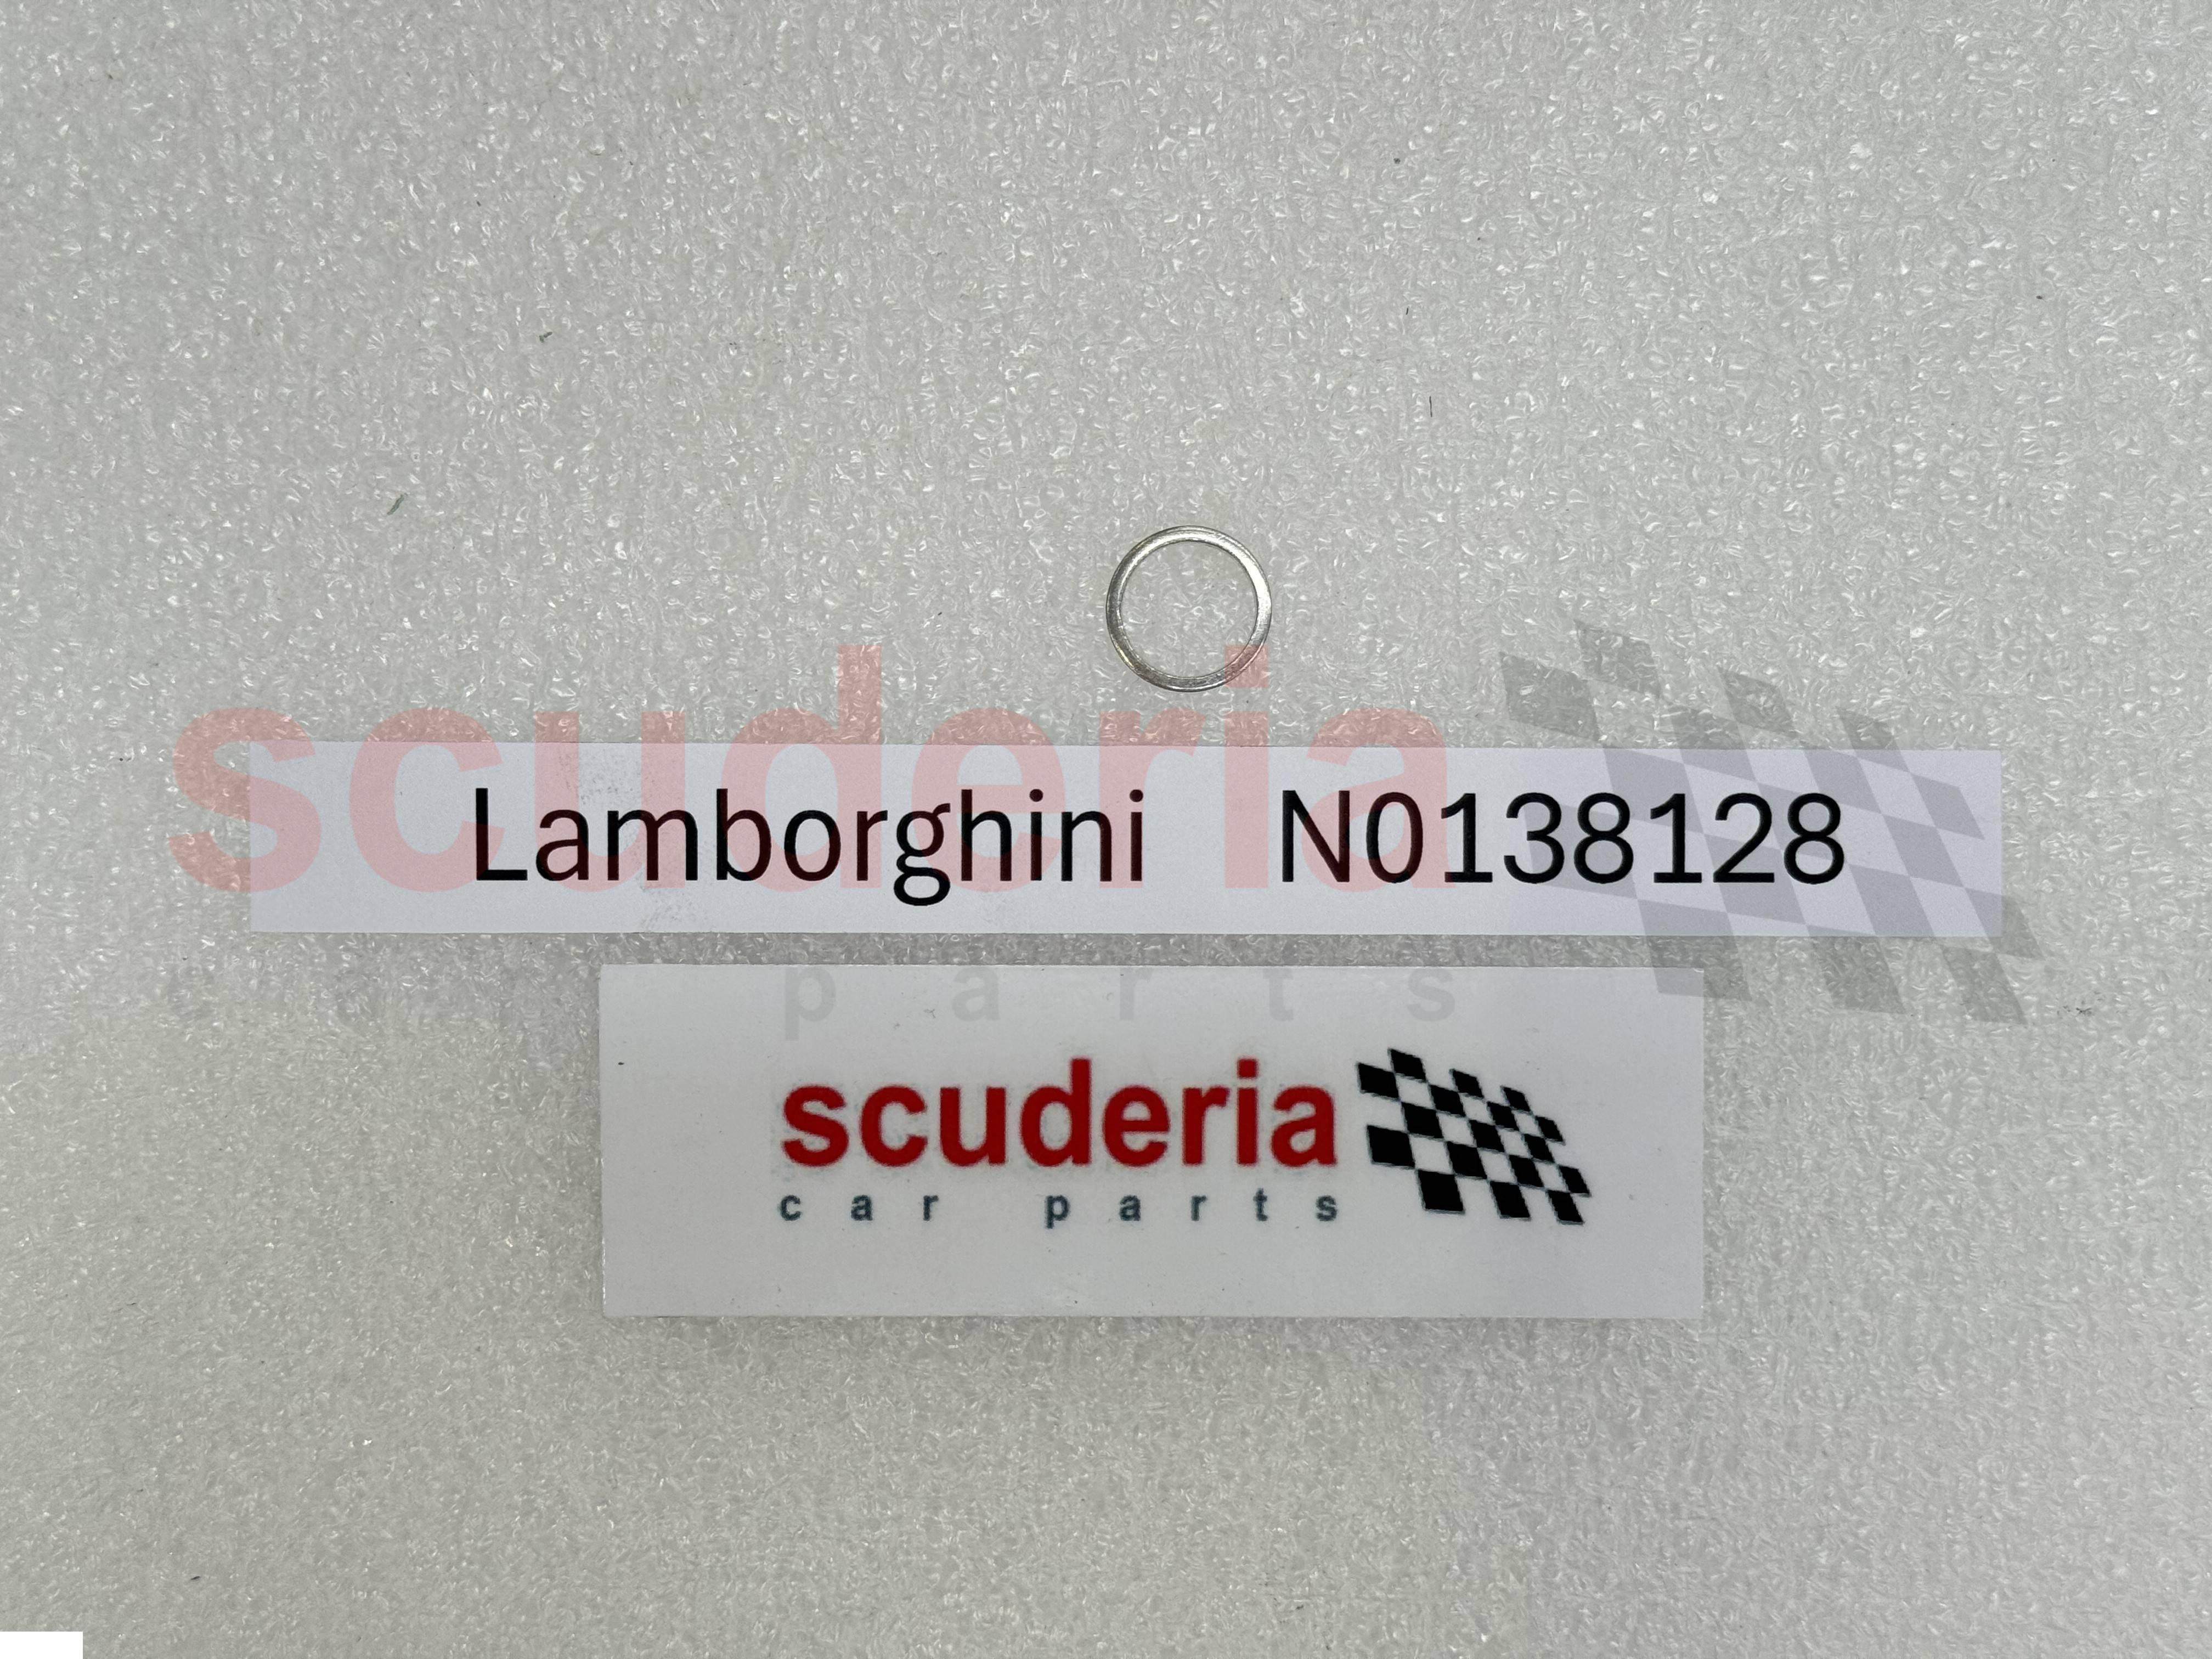 Lamborghini N0138128
scuderia
parts
scuderia
car parts